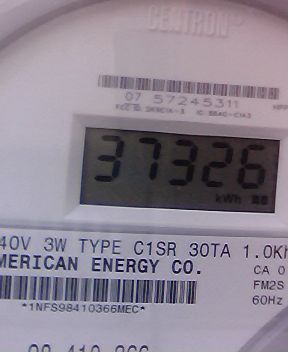 CENTRON
07 57245311
37326
kWh
40V 3W TYPE C1SR 30TA 1.0Kh
MERICAN ENERGY CO.
CA 0
FM2S
*1NFS98410366MEC*
60Hz